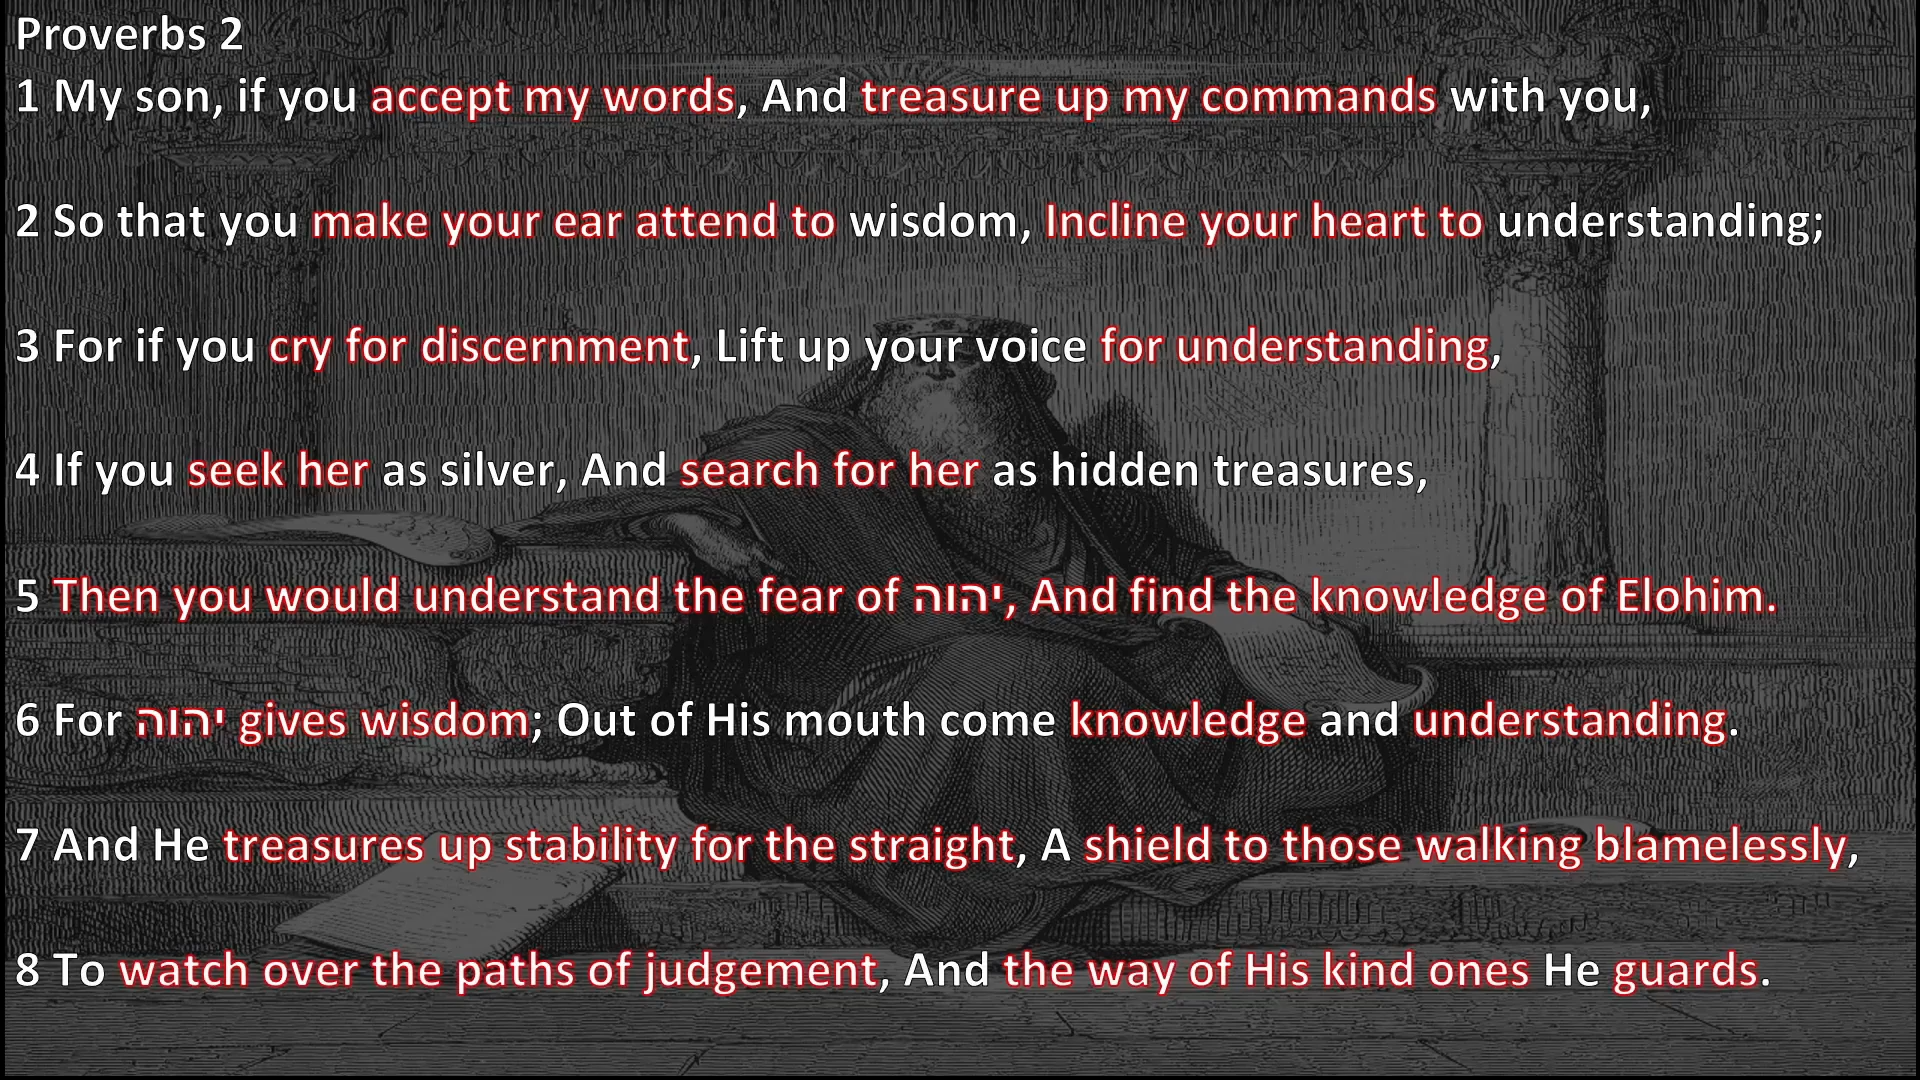 Proverbs 2
1 My son, if you accept my words, And treasure up my commands with you,
2 So that you make your ear attend to wisdom, Incline your heart to understanding;
3 For if you cry for discernment, Lift up your voice for understanding,
4 If you seek her as silver, And search for her as hidden treasures,
5 Then you would understand the fear of יהוה, And find the knowledge of Elohim.
6 For יהוה gives wisdom; Out of His mouth come knowledge and understanding.
7 And He treasures up stability for the straight, A shield to those walking blamelessly,
8 To watch over the paths of judgement, And the way of His kind ones He guards.